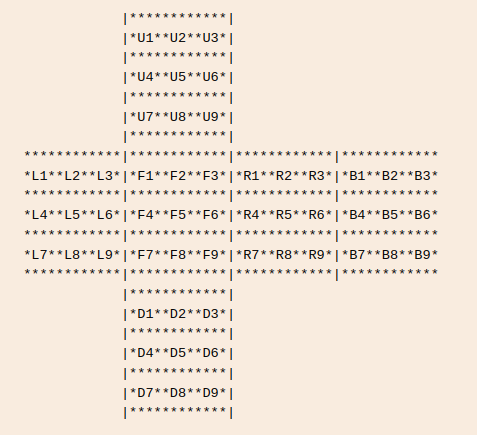 |************|
|*U1**U2**U3*|
|************|
|*U4**U5**U6*|
|************|
|*U7**U8**U9*|
|************|
************|************|************|************
*L1**L2**L3*|*F1**F2**F3*|*R1**R2**R3*|*B1**B2**B3*
************|************|************|************
*L4**L5**L6*|*F4**F5**F6*|*R4**R5**R6*|*B4**B5**B6*
************|************|************|************
*L7**L8**L9*|*F7**F8**F9*|*R7**R8**R9*|*B7**B8**B9*
************|************|************|************
|************|
|*D1**D2**D3*|
|************|
|*D4**D5**D6*|
|************|
|*D7**D8**D9*|
|************|